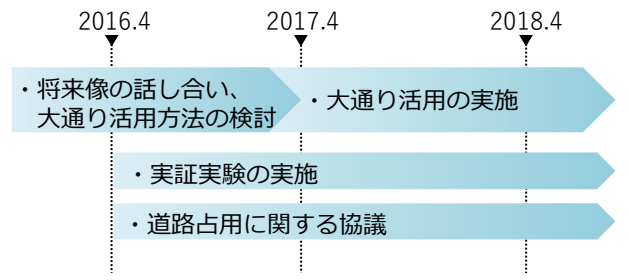 2016.4
2017.4
2018.4
・将来像の話し合い、
大通り活用方法の検討
・大通り活用の実施
・実証実験の実施
・道路占用に関する協議